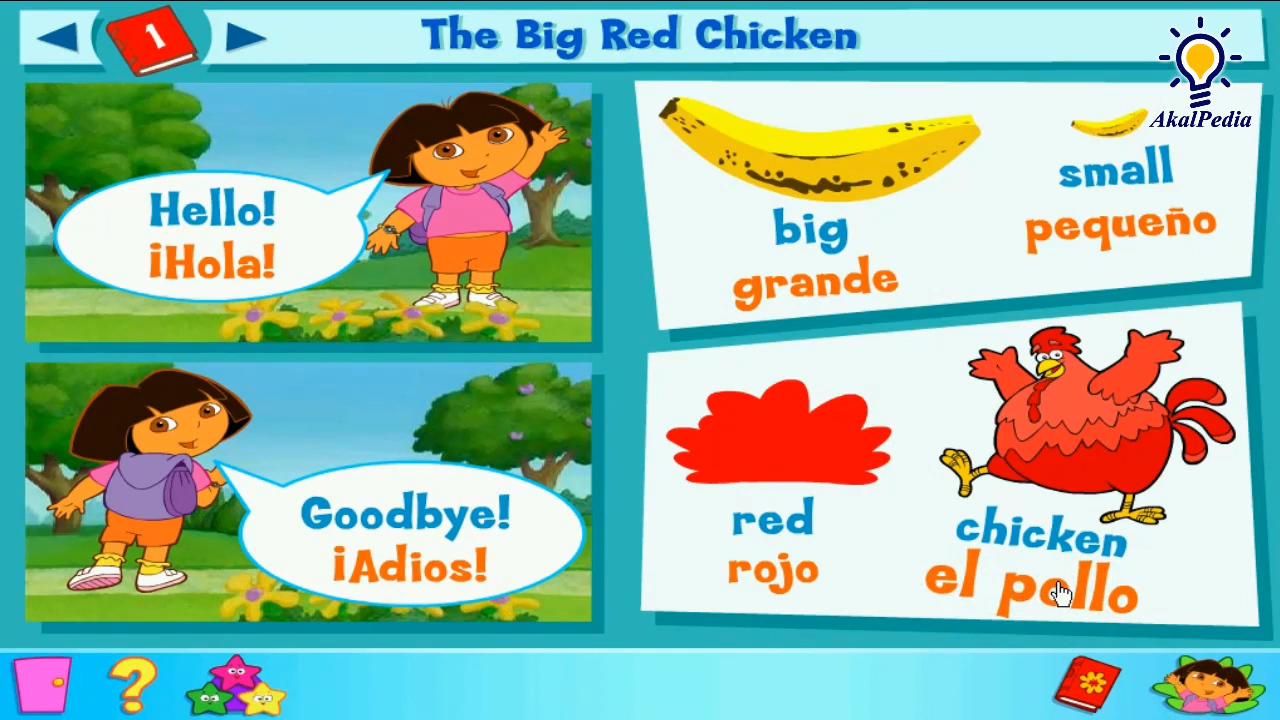 1
The Big Red Chicken
AkalPedia
Hello!
¡Hola!
big
grande
small
pequeño
Goodbye!
¡Adios!
red
rojo
chicken
el pollo
?